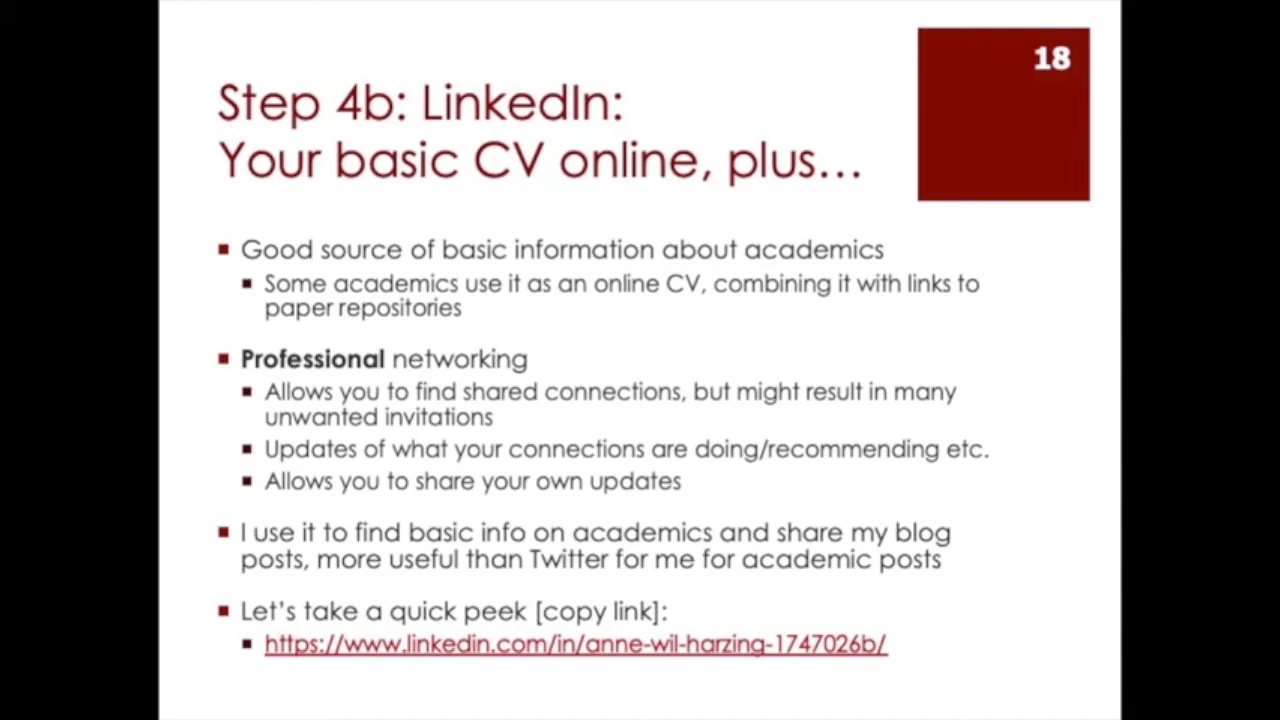 18
Step 4b: LinkedIn:
Your basic CV online, plus…
Good source of basic information about academics
Some academics use it as an online CV, combining it with links to
paper repositories
Professional networking
Allows you to find shared connections, but might result in many
unwanted invitations
Updates of what your connections are doing/recommending etc.
Allows you to share your own updates
I use it to find basic info on academics and share my blog
posts, more useful than Twitter for me for academic posts
Let's take a quick peek [copy link]:
https://www.linkedin.com/in/anne-wil-harzing-1747026b/